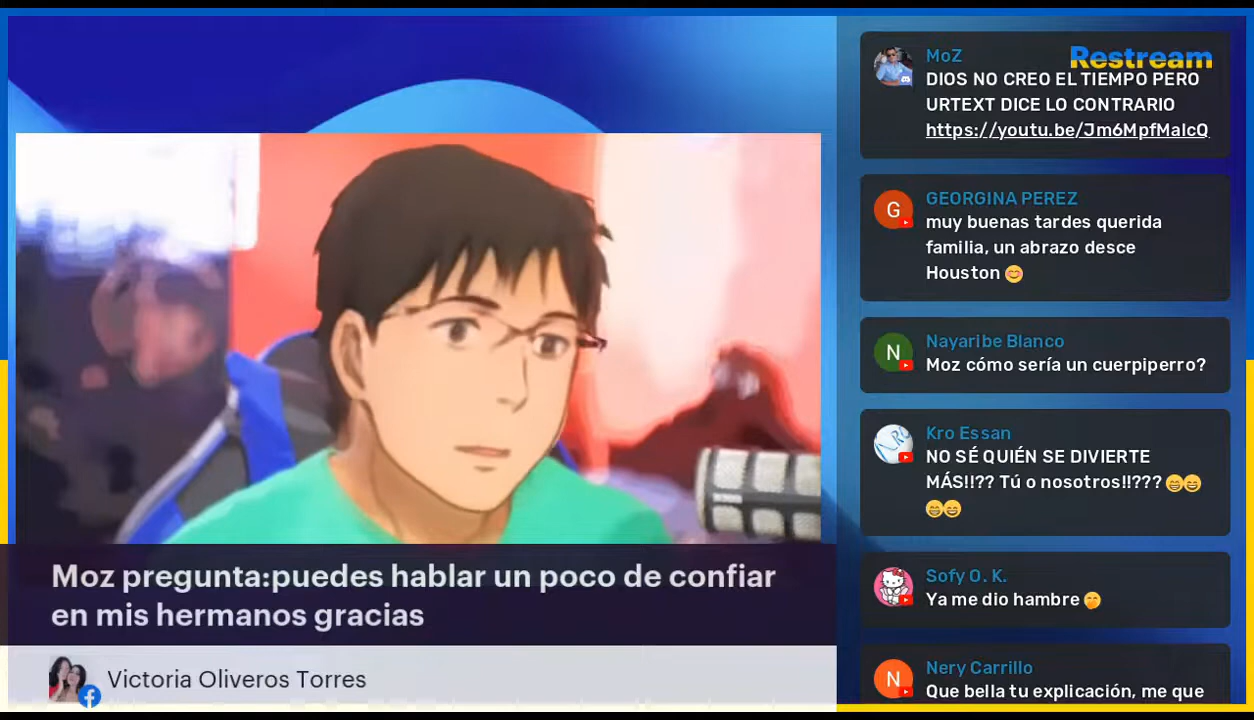 Restream
MoZ
DIOS NO CREO EL TIEMPO PERO
URTEXT DICE LO CONTRARIO
https://youtu.be/Jm6MpfMaIcQ
GEORGINA PEREZ
muy buenas tardes querida
familia, un abrazo desce
Houston 😊
Nayaribe Blanco
Moz cómo sería un cuerpiperro?
Kro Essan
NO SÉ QUIÉN SE DIVIERTE
MÁS!!?? Tú o nosotros!!??? 😁😁
😁😁
Sofy O. K.
Ya me dio hambre 🤭
Nery Carrillo
Que bella tu explicación, me que
Moz pregunta:puedes hablar un poco de confiar
en mis hermanos gracias
Victoria Oliveros Torres
G
N
N